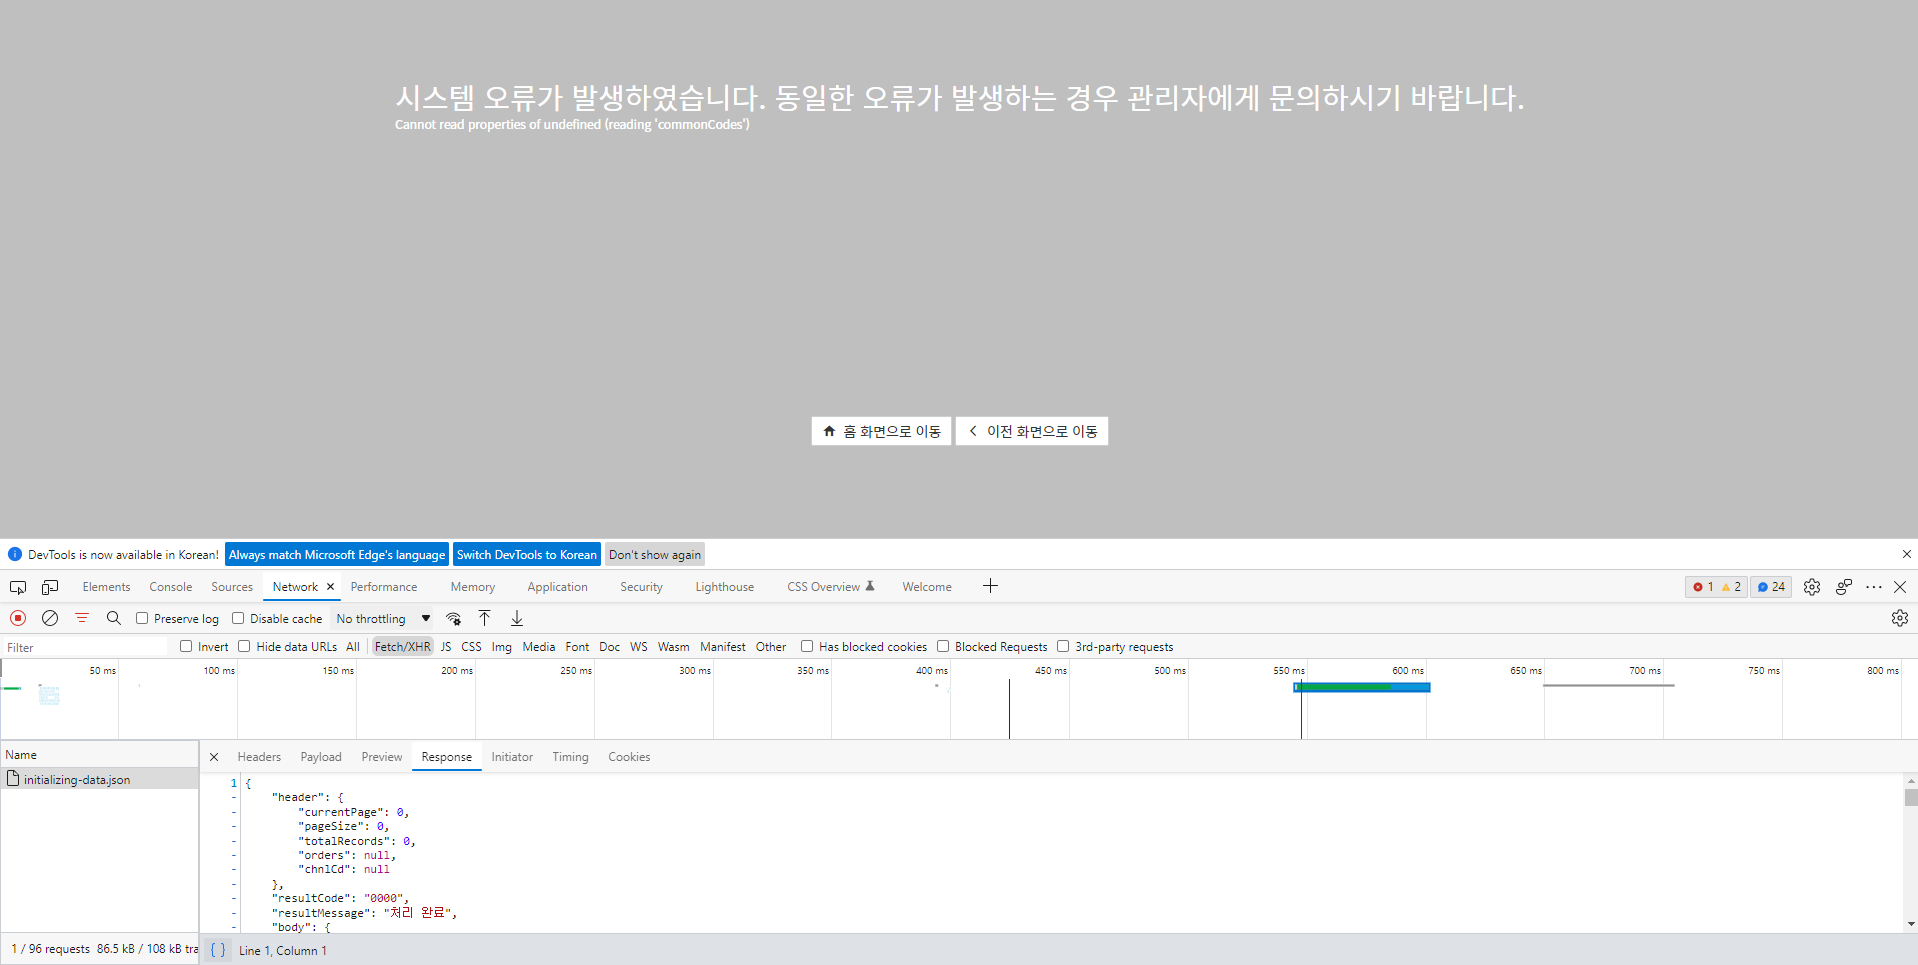 시스템 오류가 발생하였습니다. 동일한 오류가 발생하는 경우 관리자에게 문의하시기 바랍니다.
Cannot read properties of undefined (reading 'commonCodes')
홈 화면으로 이동 이전 화면으로 이동
DevTools is now available in Korean! Always match Microsoft Edge's language Switch DevTools to Korean Don't show again
Elements Console Sources Network Performance Memory Application Security Lighthouse CSS Overview Welcome 1 2 24
Preserve log Disable cache No throttling
Filter Invert Hide data URLs All Fetch/XHR JS CSS Img Media Font Doc WS Wasm Manifest Other Has blocked cookies Blocked Requests 3rd-party requests
50 ms 100 ms 150 ms 200 ms 250 ms 300 ms 350 ms 400 ms 450 ms 500 ms 550 ms 600 ms 650 ms 700 ms 750 ms 800 ms
Name
initializing-data.json
1 / 96 requests 86.5 kB / 108 kB tra
Headers Payload Preview Response Initiator Timing Cookies
1 {
- "header": {
- "currentPage": 0,
- "pageSize": 0,
- "totalRecords": 0,
- "orders": null,
- "chnlCd": null
- },
- "resultCode": "0000",
- "resultMessage": "처리 완료",
- "body": {
{ } Line 1, Column 1